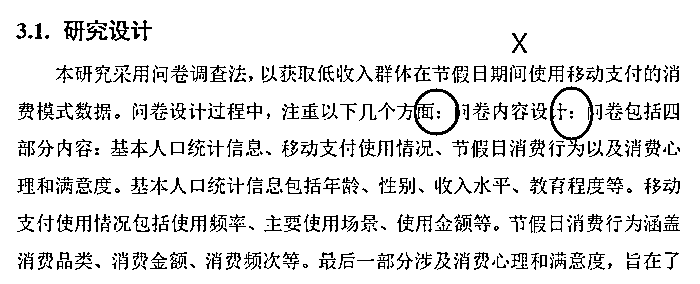 3.1. 研究设计
X
本研究采用问卷调查法，以获取低收入群体在节假日期间使用移动支付的消
费模式数据。问卷设计过程中，注重以下几个方面：问卷内容设计：问卷包括四
部分内容：基本人口统计信息、移动支付使用情况、节假日消费行为以及消费心
理和满意度。基本人口统计信息包括年龄、性别、收入水平、教育程度等。移动
支付使用情况包括使用频率、主要使用场景、使用金额等。节假日消费行为涵盖
消费品类、消费金额、消费频次等。最后一部分涉及消费心理和满意度，旨在了